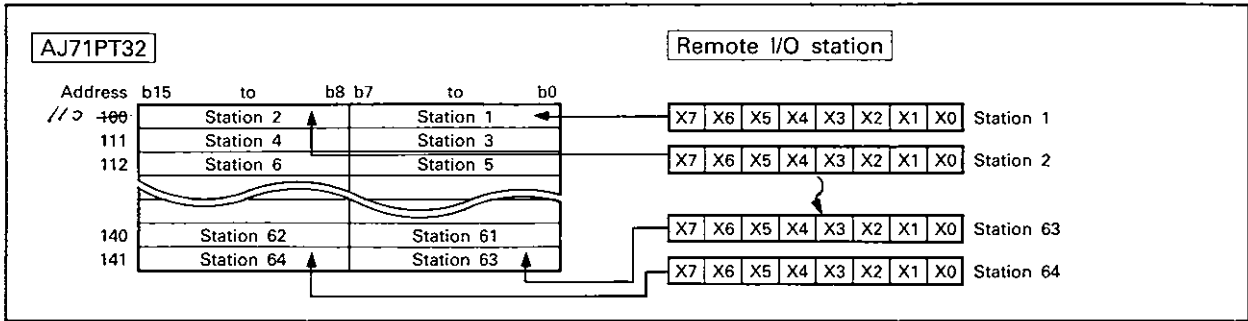 AJ71PT32
Remote I/O station
Address b15 to b8 b7 to b0
110 100 Station 2 Station 1 X7 X6 X5 X4 X3 X2 X1 X0 Station 1
111 Station 4 Station 3
112 Station 6 Station 5 X7 X6 X5 X4 X3 X2 X1 X0 Station 2
140 Station 62 Station 61 X7 X6 X5 X4 X3 X2 X1 X0 Station 63
141 Station 64 Station 63 X7 X6 X5 X4 X3 X2 X1 X0 Station 64